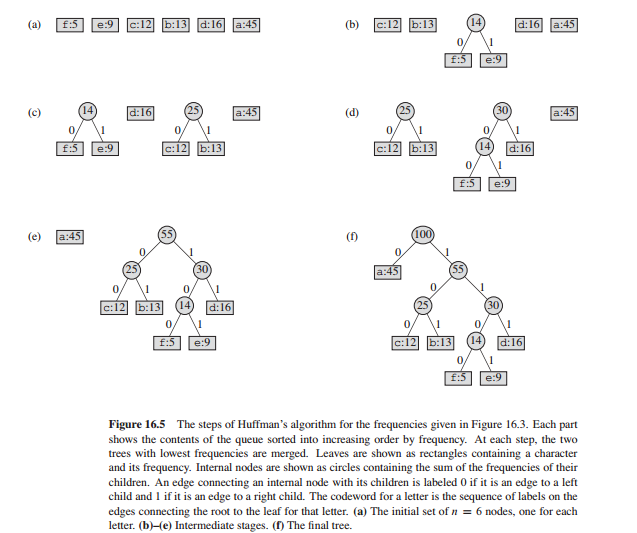 (a) f:5 e:9 c:12 b:13 d:16 a:45
(b) c:12 b:13 14 d:16 a:45
0 1
f:5 e:9
(c) 14 d:16 25 a:45
0 1 0 1
f:5 e:9 c:12 b:13
(d) 25 30 a:45
0 1 0 1
c:12 b:13 14 d:16
0 1
f:5 e:9
(e) a:45 55
0 1
25 30
0 1 0 1
c:12 b:13 14 d:16
0 1
f:5 e:9
(f) 100
0 1
a:45 55
0 1
25 30
0 1 0 1
c:12 b:13 14 d:16
0 1
f:5 e:9
Figure 16.5 The steps of Huffman's algorithm for the frequencies given in Figure 16.3. Each part
shows the contents of the queue sorted into increasing order by frequency. At each step, the two
trees with lowest frequencies are merged. Leaves are shown as rectangles containing a character
and its frequency. Internal nodes are shown as circles containing the sum of the frequencies of their
children. An edge connecting an internal node with its children is labeled 0 if it is an edge to a left
child and 1 if it is an edge to a right child. The codeword for a letter is the sequence of labels on the
edges connecting the root to the leaf for that letter. (a) The initial set of n = 6 nodes, one for each
letter. (b)–(e) Intermediate stages. (f) The final tree.